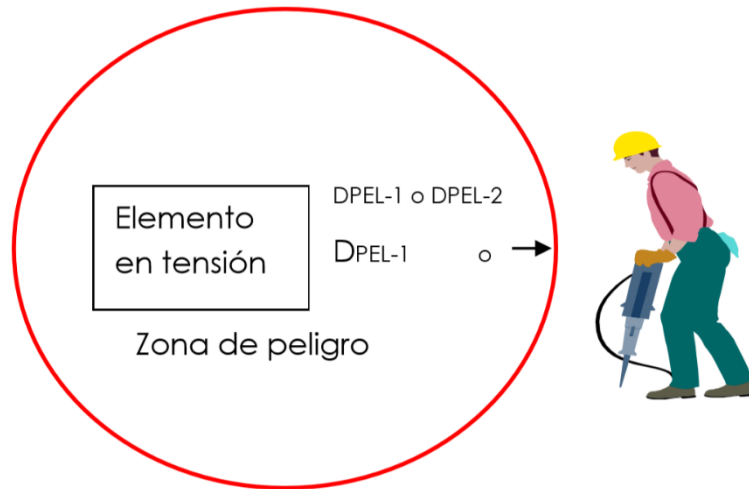 Elemento
en tensión
DPEL-1 o DPEL-2
DPEL-1 o
Zona de peligro